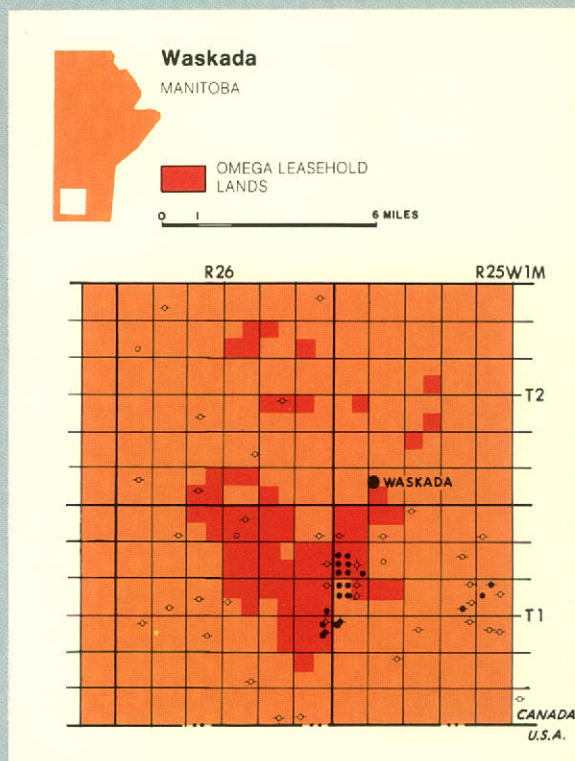 Waskada
MANITOBA
OMEGA LEASEHOLD
LANDS
0 1 6 MILES
R26 R25W1M
T2
WASKADA
T1
CANADA
U.S.A.